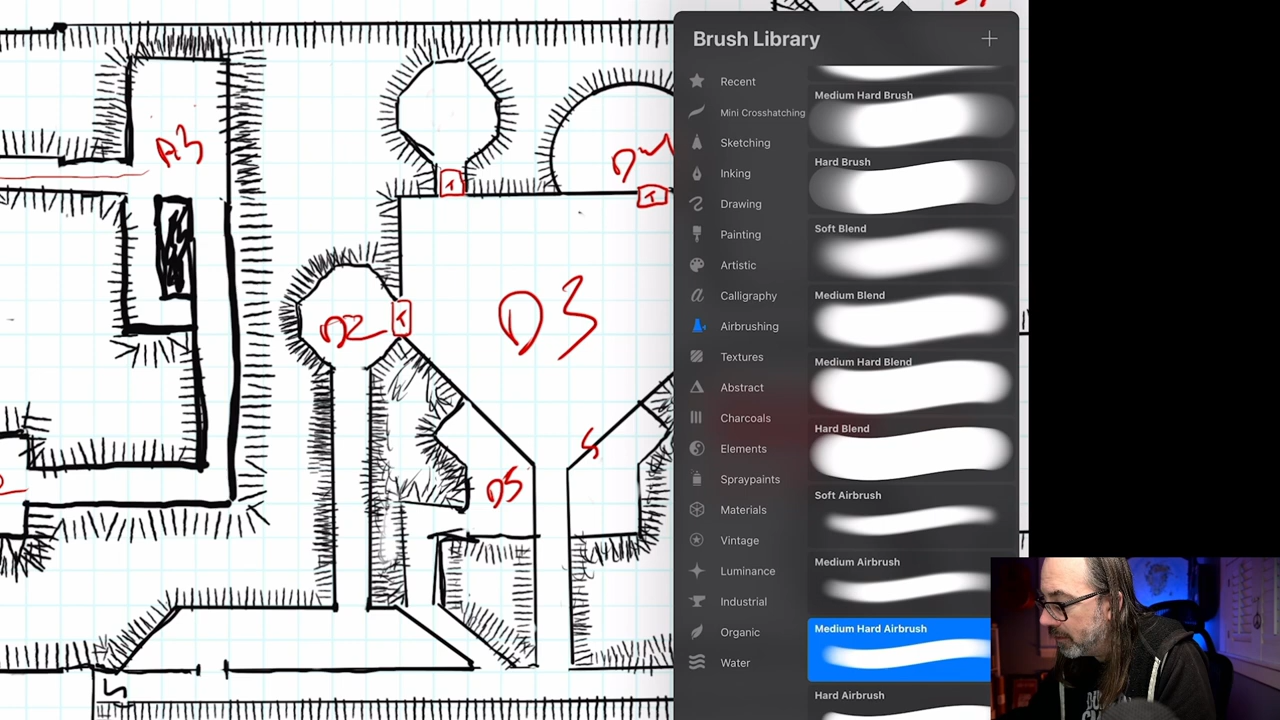 A3
D2
D3
D5
S
Brush Library
Recent
Mini Crosshatching
Sketching
Inking
Drawing
Painting
Artistic
Calligraphy
Airbrushing
Textures
Abstract
Charcoals
Elements
Spraypaints
Materials
Vintage
Luminance
Industrial
Organic
Water
Medium Hard Brush
Hard Brush
Soft Blend
Medium Blend
Medium Hard Blend
Hard Blend
Soft Airbrush
Medium Airbrush
Medium Hard Airbrush
Hard Airbrush